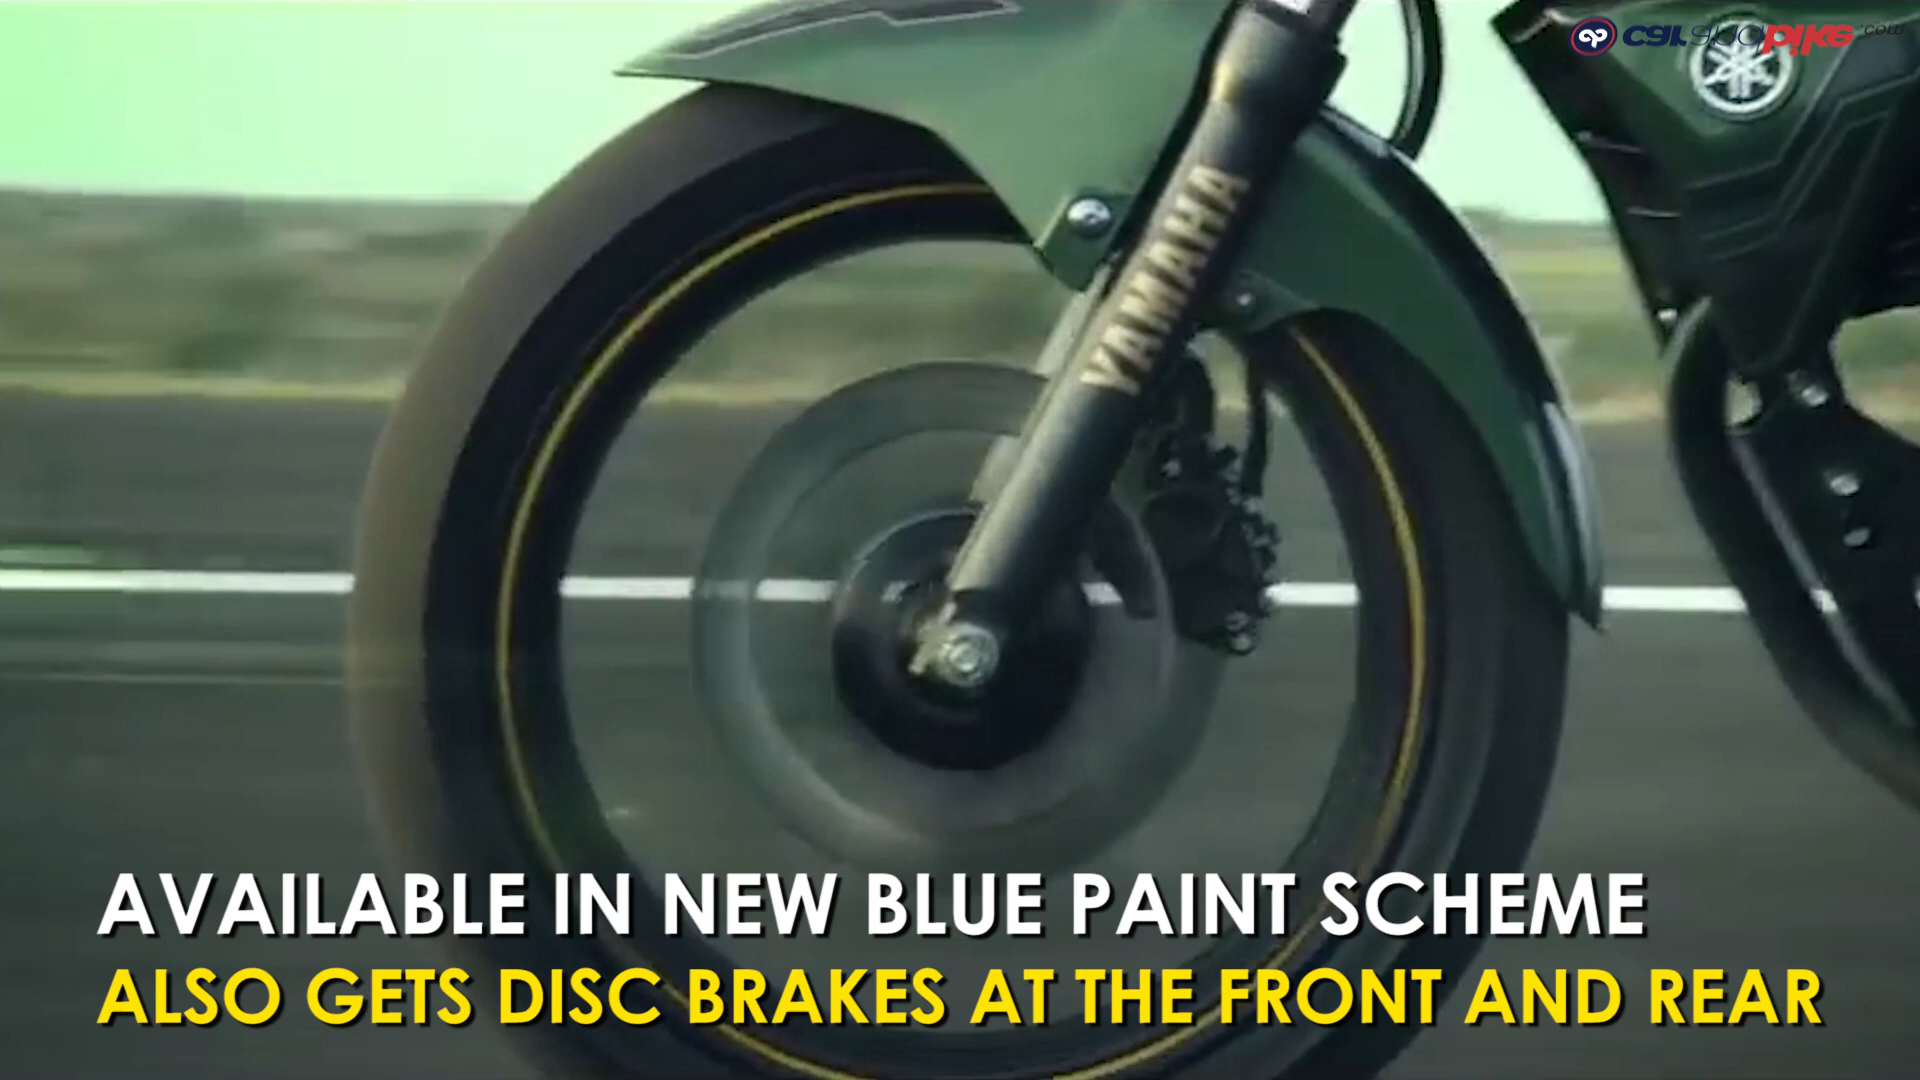 YAMAHA
AVAILABLE IN NEW BLUE PAINT SCHEME
ALSO GETS DISC BRAKES AT THE FRONT AND REAR